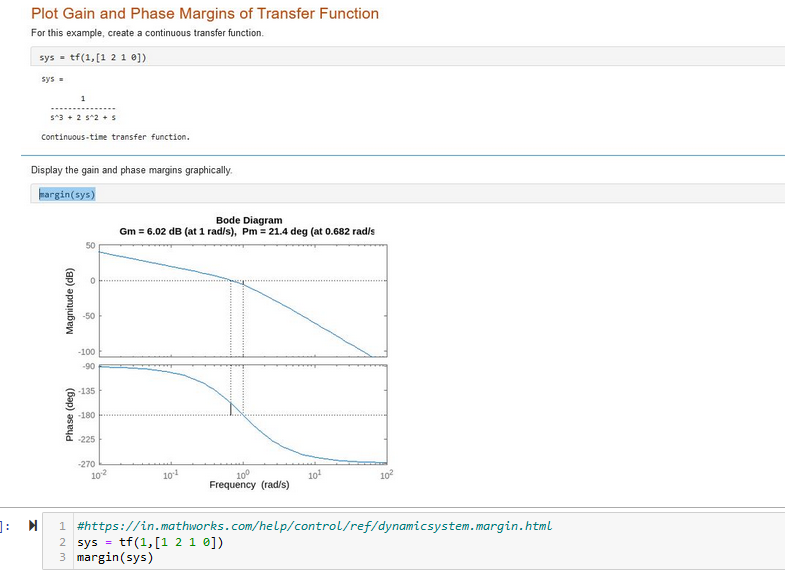 Plot Gain and Phase Margins of Transfer Function
For this example, create a continuous transfer function.
sys = tf(1,[1 2 1 0])
sys =
1
---------------
s^3 + 2 s^2 + s
Continuous-time transfer function.
Display the gain and phase margins graphically.
margin(sys)
Bode Diagram
Gm = 6.02 dB (at 1 rad/s),  Pm = 21.4 deg (at 0.682 rad/s
50
0
-50
-100
Magnitude (dB)
-90
-135
-180
-225
-270
Phase (deg)
10^-2 10^-1 10^0 10^1 10^2
Frequency (rad/s)
]:
1 #https://in.mathworks.com/help/control/ref/dynamicsystem.margin.html
2 sys = tf(1,[1 2 1 0])
3 margin(sys)